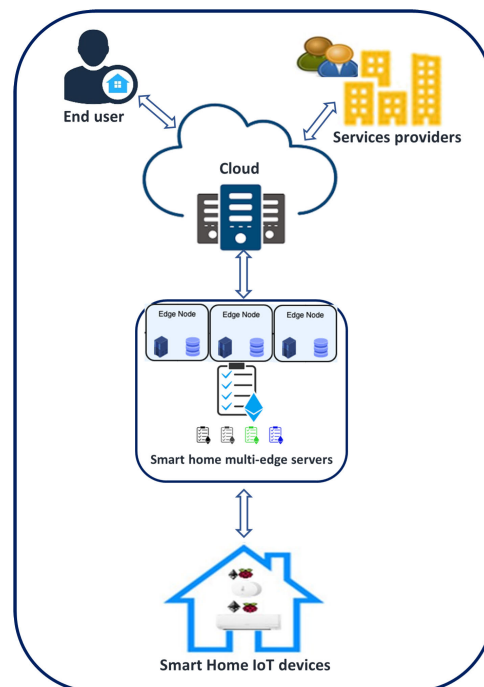 End user
Services providers
Cloud
Edge Node
Edge Node
Edge Node
Smart home multi-edge servers
Smart Home IoT devices